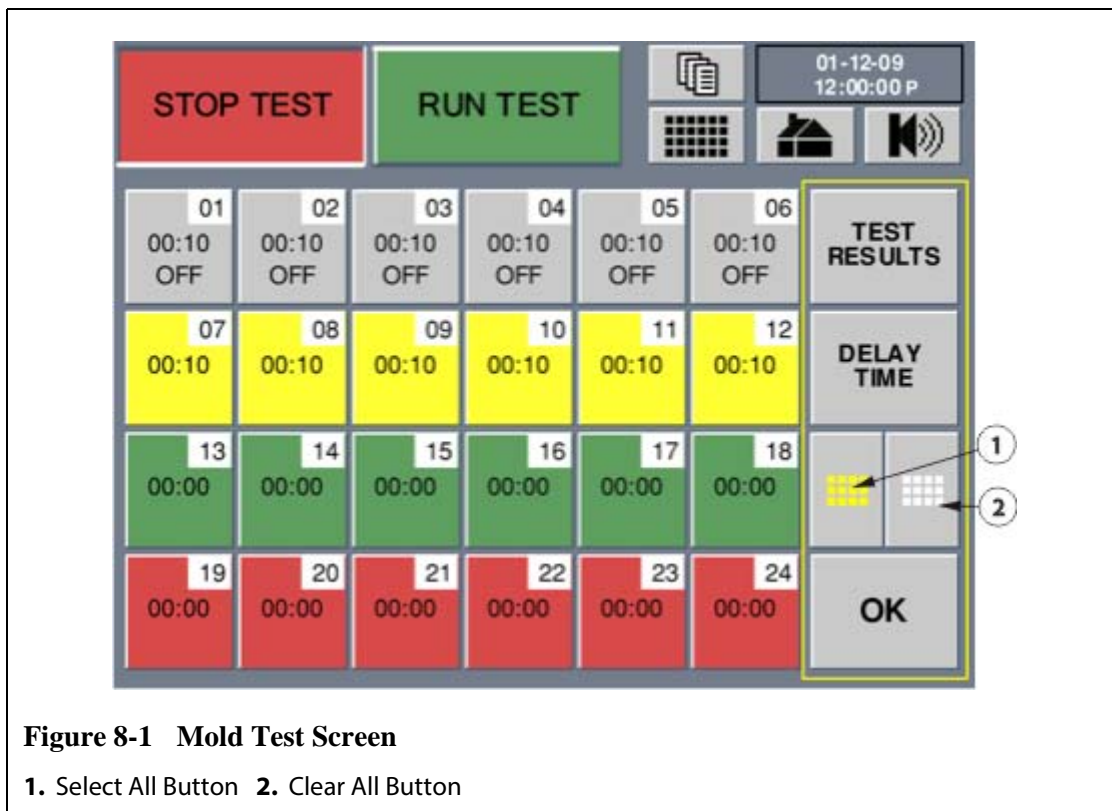 STOP TEST RUN TEST 01-12-09
12:00:00 P
01 02 03 04 05 06
00:10 00:10 00:10 00:10 00:10 00:10
OFF OFF OFF OFF OFF OFF
TEST
RESULTS
07 08 09 10 11 12
00:10 00:10 00:10 00:10 00:10 00:10
DELAY
TIME
13 14 15 16 17 18
00:00 00:00 00:00 00:00 00:00 00:00
1
2
19 20 21 22 23 24
00:00 00:00 00:00 00:00 00:00 00:00
OK
Figure 8-1 Mold Test Screen
1. Select All Button 2. Clear All Button